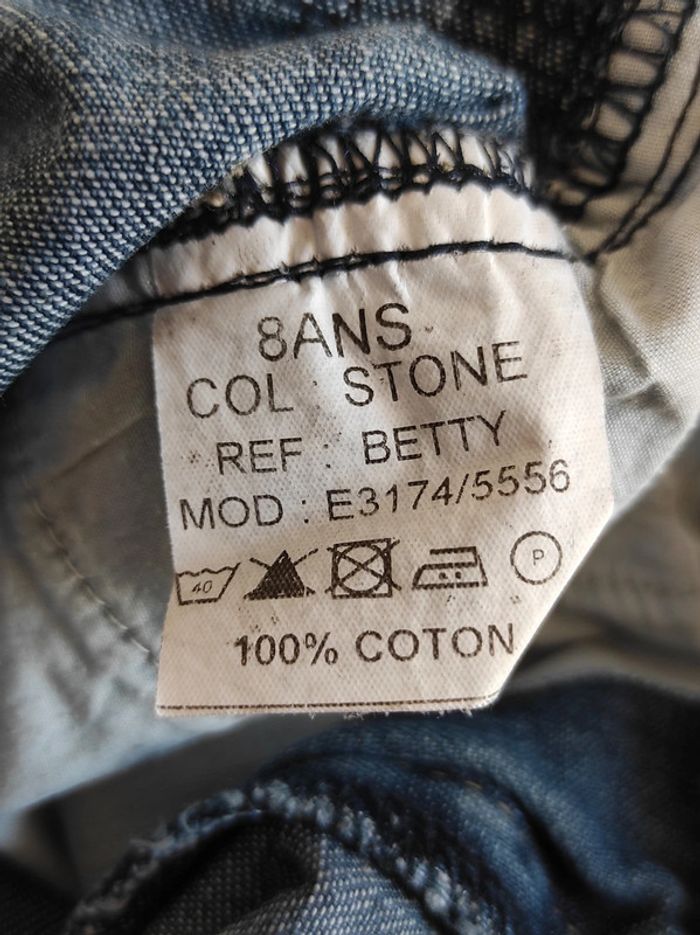 8ANS
COL : STONE
REF : BETTY
MOD : E3174/5556
40 P
100% COTON